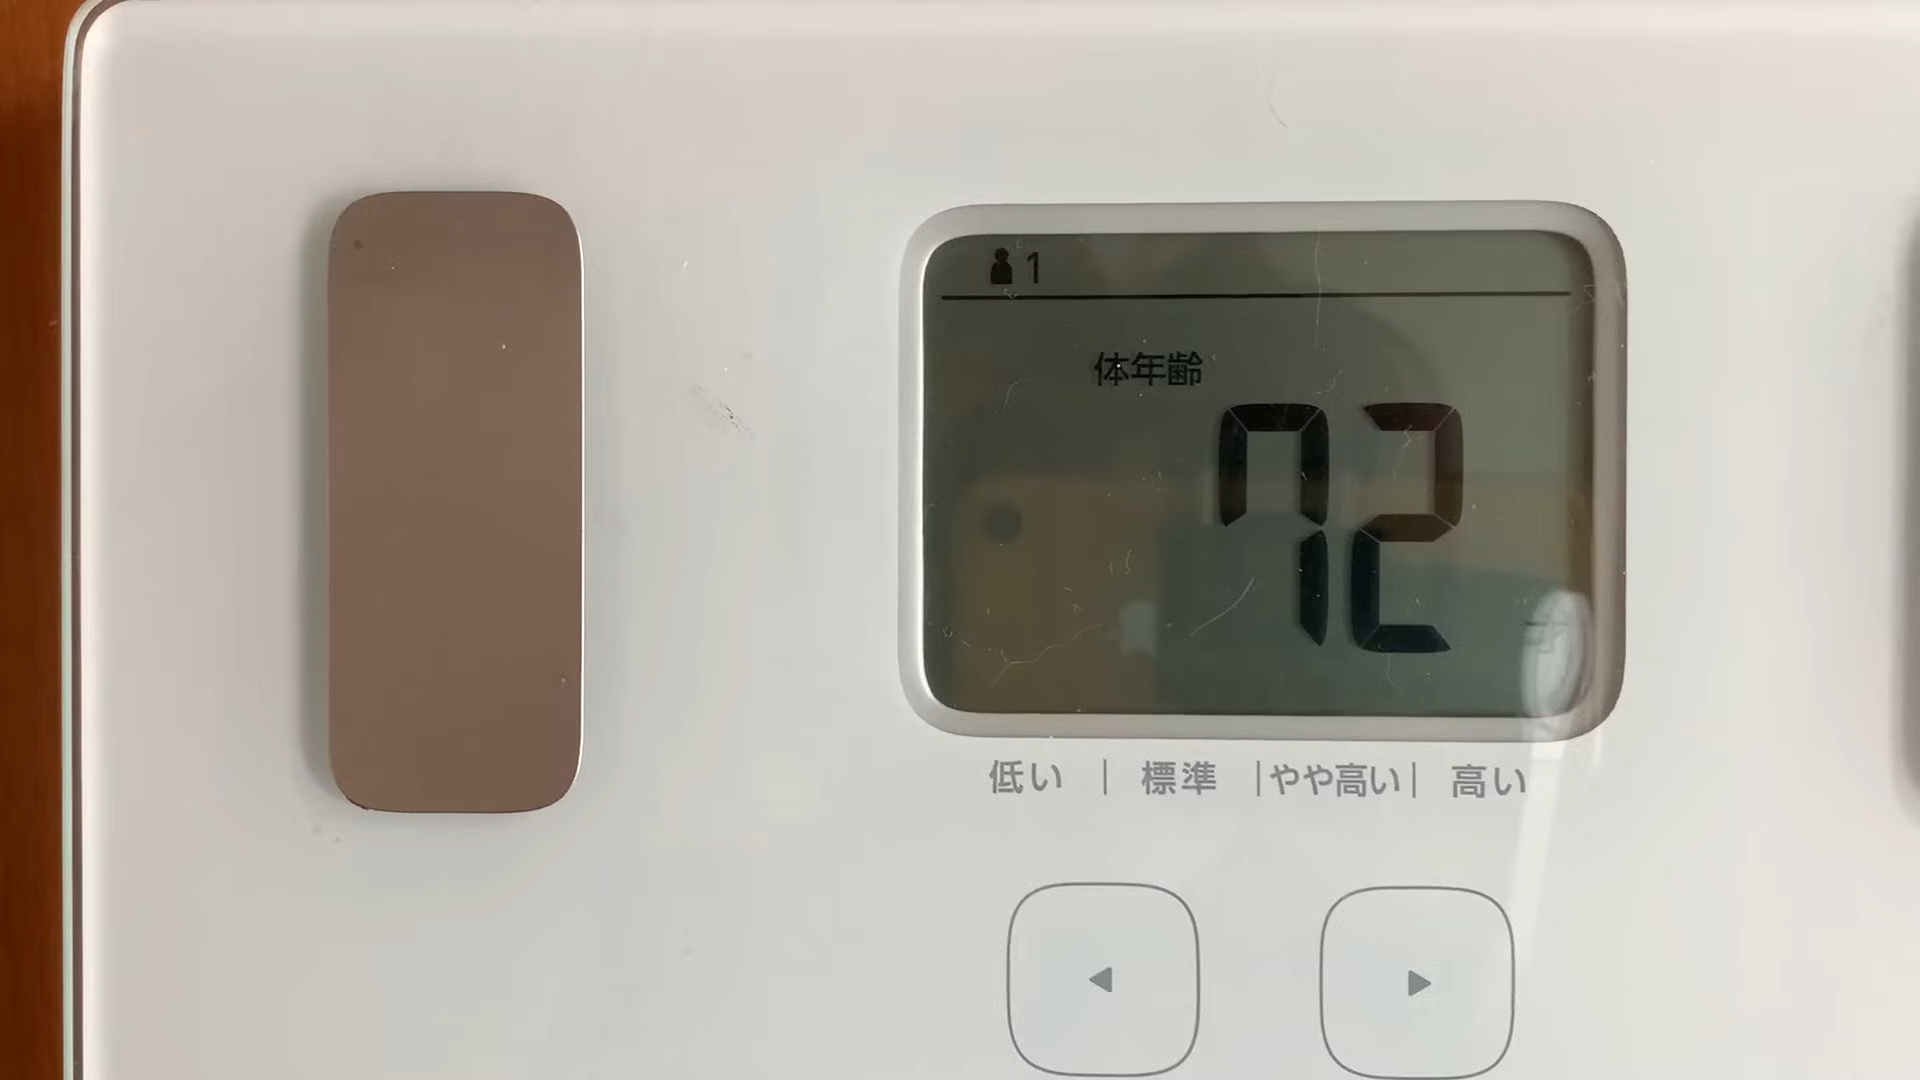 1
体年齢
72
低い | 標準 | やや高い | 高い